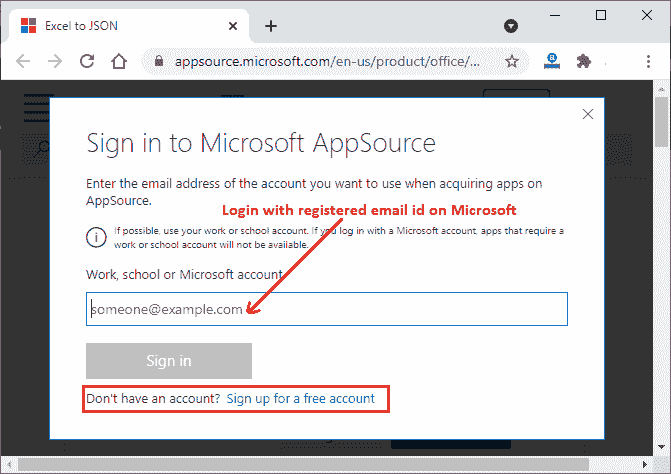 Excel to JSON
appsource.microsoft.com/en-us/product/office/...
Sign in to Microsoft AppSource
Enter the email address of the account you want to use when acquiring apps on
AppSource.
Login with registered email id on Microsoft
If possible, use your work or school account. If you log in with a Microsoft account, apps that require a
work or school account will not be available.
Work, school or Microsoft account
someone@example.com
Sign in
Don't have an account? Sign up for a free account